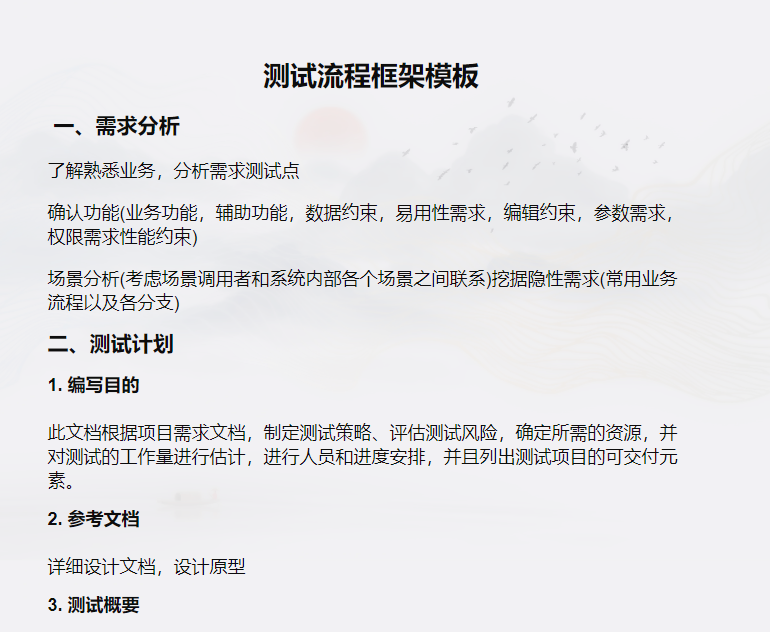 测试流程框架模板
一、需求分析
了解熟悉业务，分析需求测试点
确认功能(业务功能，辅助功能，数据约束，易用性需求，编辑约束，参数需求，
权限需求性能约束)
场景分析(考虑场景调用者和系统内部各个场景之间联系)挖据隐性需求(常用业务
流程以及各分支)
二、测试计划
1. 编写目的
此文档根据项目需求文档，制定测试策略、评估测试风险，确定所需的资源，并
对测试的工作量进行估计，进行人员和进度安排，并且列出测试项目的可交付元
素。
2. 参考文档
详细设计文档，设计原型
3. 测试概要